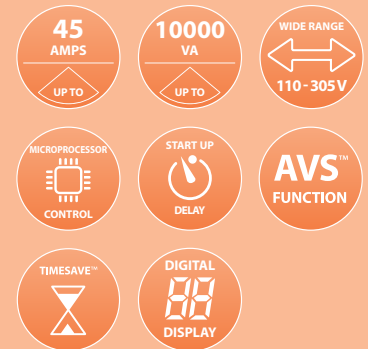 45
AMPS
UP TO
10000
VA
UP TO
WIDE RANGE
110-305V
MICROPROCESSOR
CONTROL
START UP
DELAY
AVS™
FUNCTION
TIMESAVE™
DIGITAL
88
DISPLAY